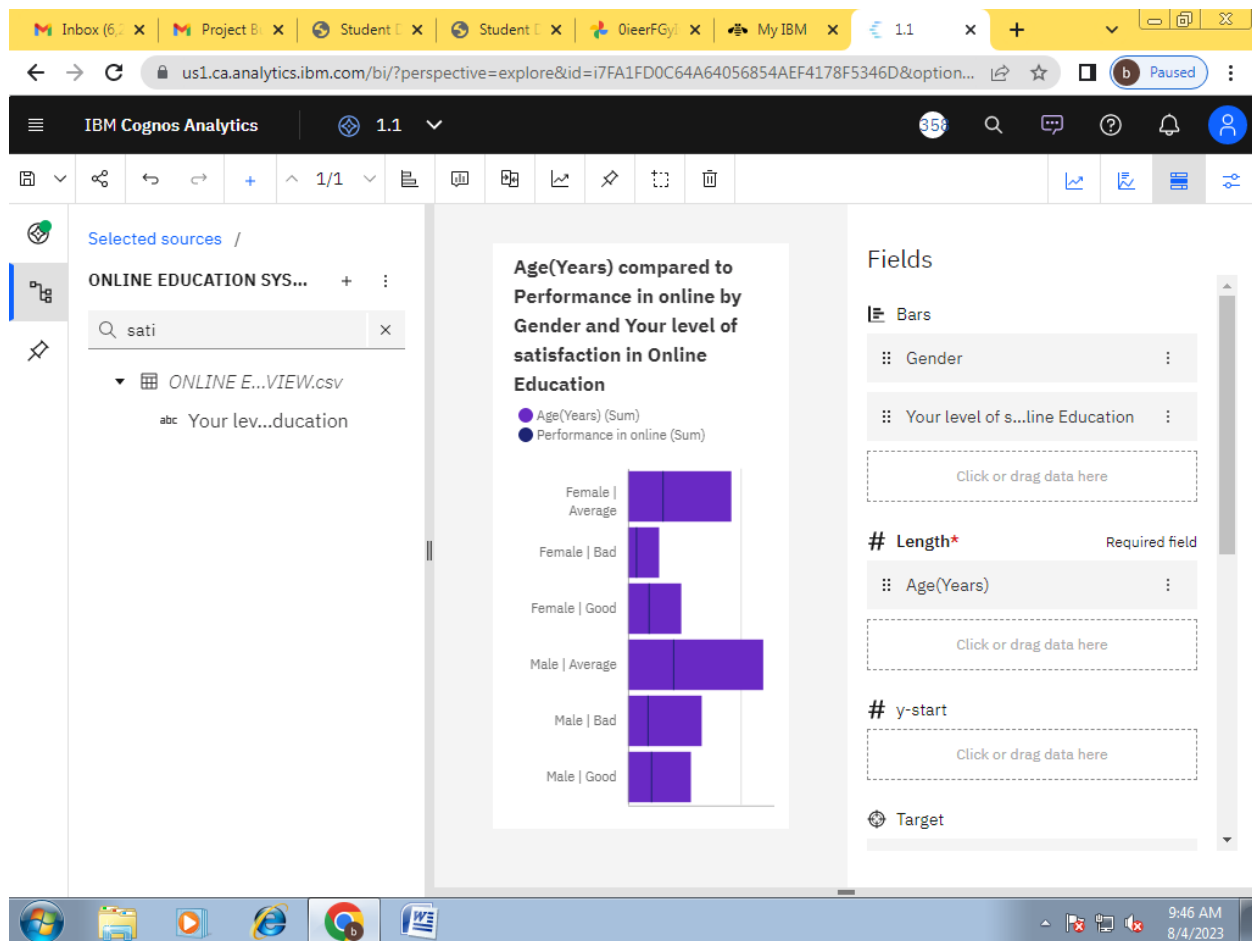 Inbox (6,2
Project Bu
Student D
Student D
0ieerFGyi
My IBM
1.1
us1.ca.analytics.ibm.com/bi/?perspective=explore&id=i7FA1FD0C64A64056854AEF4178F5346D&option...
b
Paused
IBM Cognos Analytics
1.1
358
1/1
Selected sources /
ONLINE EDUCATION SYS...
sati
ONLINE E...VIEW.csv
abc Your lev...ducation
Age(Years) compared to
Performance in online by
Gender and Your level of
satisfaction in Online
Education
Age(Years) (Sum)
Performance in online (Sum)
Female |
Average
Female | Bad
Female | Good
Male | Average
Male | Bad
Male | Good
Fields
Bars
Gender
Your level of s...line Education
Click or drag data here
# Length* Required field
Age(Years)
Click or drag data here
# y-start
Click or drag data here
Target
9:46 AM
8/4/2023